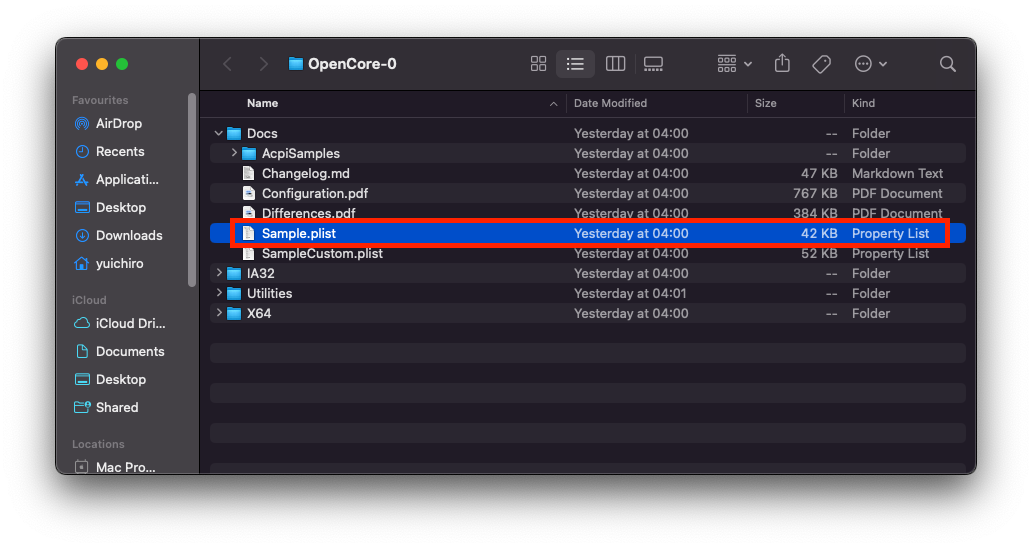 OpenCore-0
Favourites
AirDrop
Recents
Applicati...
Desktop
Downloads
yuichiro
iCloud
iCloud Dri...
Documents
Desktop
Shared
Locations
Mac Pro...
Name Date Modified Size Kind
Docs Yesterday at 04:00 -- Folder
AcpiSamples Yesterday at 04:00 -- Folder
Changelog.md Yesterday at 04:00 47 KB Markdown Text
Configuration.pdf Yesterday at 04:00 767 KB PDF Document
Differences.pdf Yesterday at 04:00 384 KB PDF Document
Sample.plist Yesterday at 04:00 42 KB Property List
SampleCustom.plist Yesterday at 04:00 52 KB Property List
IA32 Yesterday at 04:00 -- Folder
Utilities Yesterday at 04:01 -- Folder
X64 Yesterday at 04:00 -- Folder